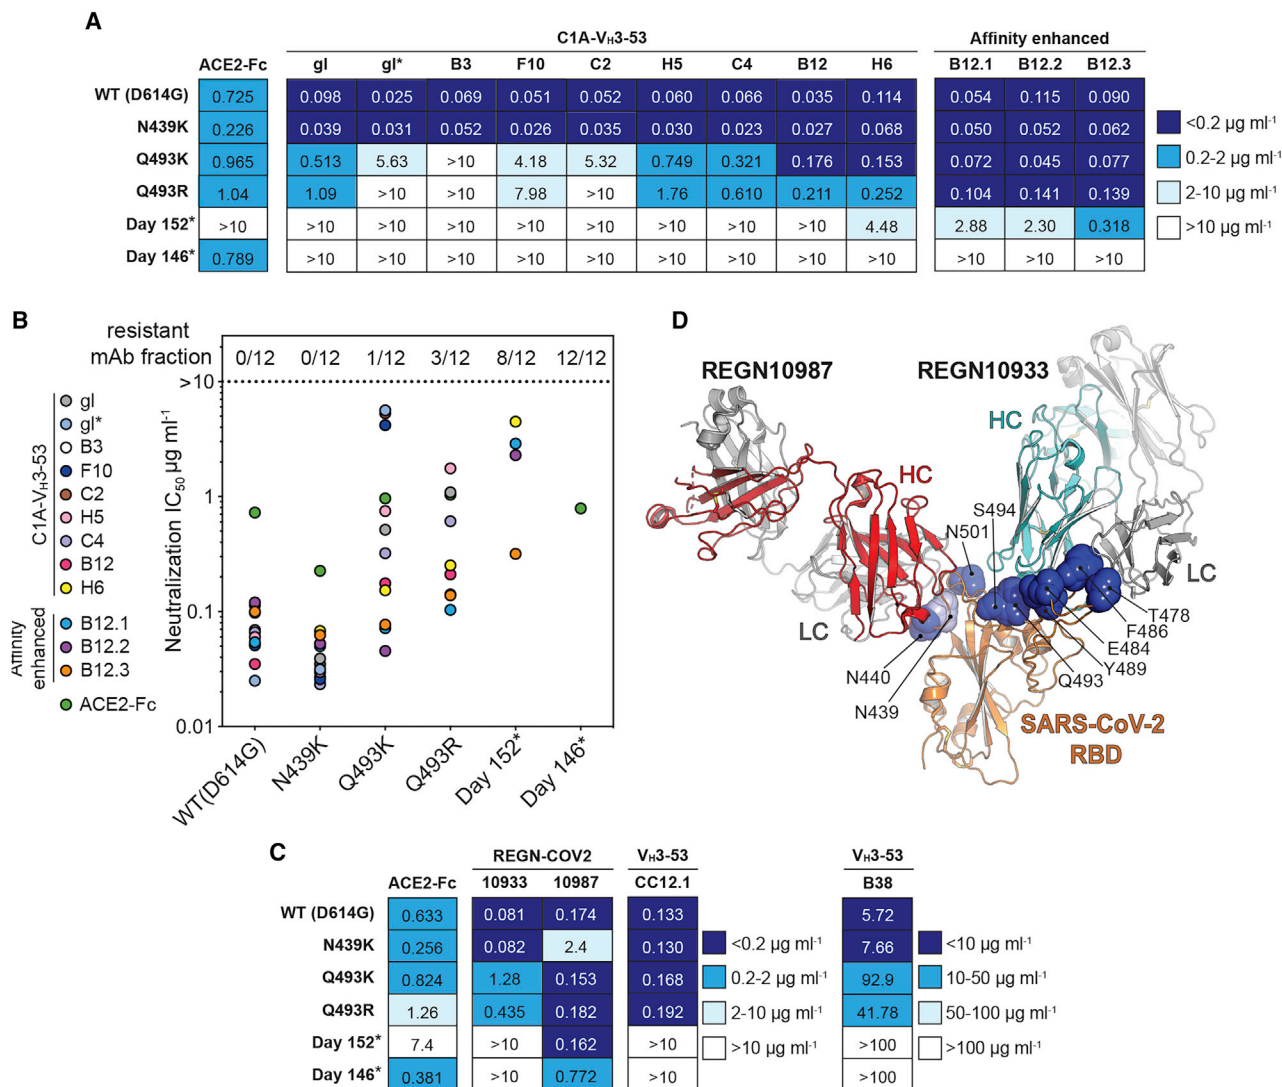 A
C1A-VH3-53
Affinity enhanced
ACE2-Fc gl gl* B3 F10 C2 H5 C4 B12 H6 B12.1 B12.2 B12.3
WT (D614G) 0.725 0.098 0.025 0.069 0.051 0.052 0.060 0.066 0.035 0.114 0.054 0.115 0.090
N439K 0.226 0.039 0.031 0.052 0.026 0.035 0.030 0.023 0.027 0.068 0.050 0.052 0.062
Q493K 0.965 0.513 5.63 >10 4.18 5.32 0.749 0.321 0.176 0.153 0.072 0.045 0.077
Q493R 1.04 1.09 >10 >10 7.98 >10 1.76 0.610 0.211 0.252 0.104 0.141 0.139
Day 152* >10 >10 >10 >10 >10 >10 >10 >10 >10 4.48 2.88 2.30 0.318
Day 146* 0.789 >10 >10 >10 >10 >10 >10 >10 >10 >10 >10 >10 >10
<0.2 µg ml-1
0.2-2 µg ml-1
2-10 µg ml-1
>10 µg ml-1
B
resistant
mAb fraction 0/12 0/12 1/12 3/12 8/12 12/12
C1A-VH3-53
gl
gl*
B3
F10
C2
H5
C4
B12
H6
Affinity
enhanced
B12.1
B12.2
B12.3
ACE2-Fc
Neutralization IC50 µg ml-1
>10
1
0.1
0.01
WT(D614G)
N439K
Q493K
Q493R
Day 152*
Day 146*
D
REGN10987
REGN10933
HC
HC
S494
N501
LC
LC
T478
F486
E484
Y489
Q493
N440
N439
SARS-CoV-2
RBD
C
REGN-COV2 VH3-53 VH3-53
ACE2-Fc 10933 10987 CC12.1 B38
WT (D614G) 0.633 0.081 0.174 0.133 5.72
N439K 0.256 0.082 2.4 0.130 7.66
Q493K 0.824 1.28 0.153 0.168 92.9
Q493R 1.26 0.435 0.182 0.192 41.78
Day 152* 7.4 >10 0.162 >10 >100
Day 146* 0.381 >10 0.772 >10 >100
<0.2 µg ml-1
0.2-2 µg ml-1
2-10 µg ml-1
>10 µg ml-1
<10 µg ml-1
10-50 µg ml-1
50-100 µg ml-1
>100 µg ml-1